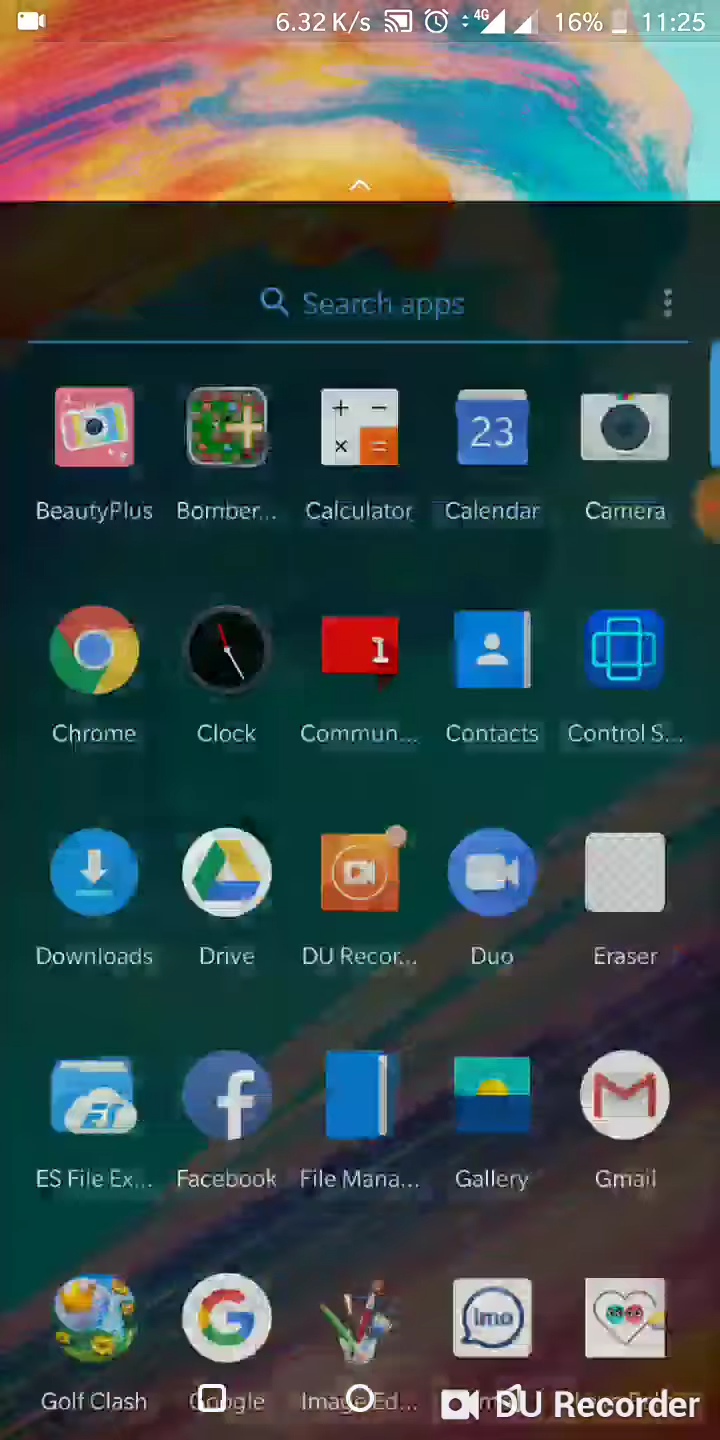 6.32 K/s 4G 16% 11:25
Search apps
23
BeautyPlus Bomber... Calculator Calendar Camera
1
Chrome Clock Commun... Contacts Control S...
Downloads Drive DU Recor... Duo Eraser
ES File Ex... Facebook File Mana... Gallery Gmail
imo
Golf Clash Google Image Ed...
DU Recorder